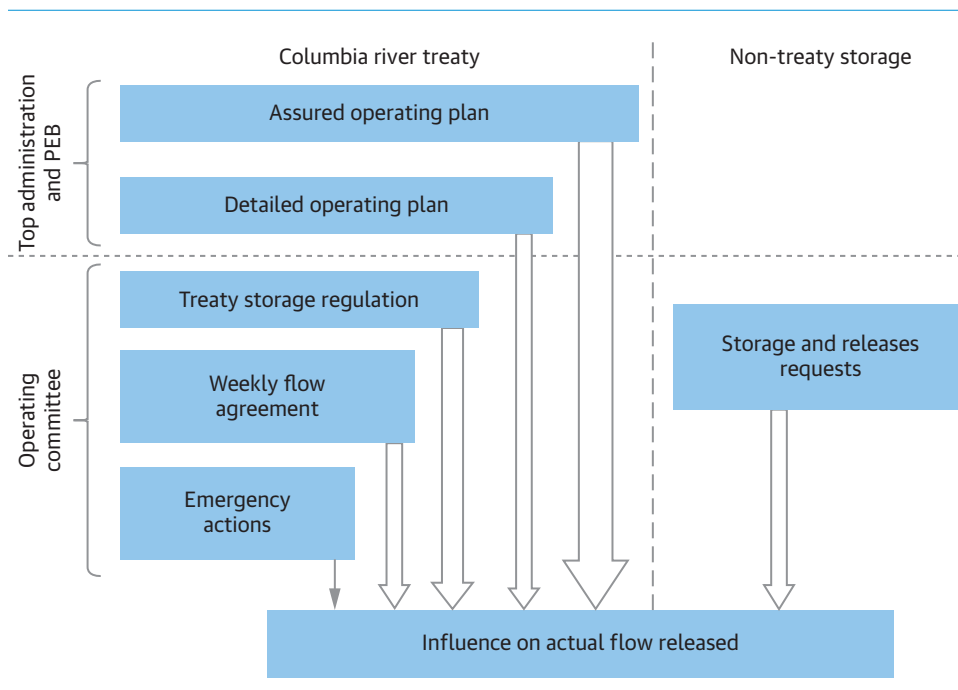 Columbia river treaty
Non-treaty storage
Top administration
and PEB
Assured operating plan
Detailed operating plan
Operating
committee
Treaty storage regulation
Weekly flow
agreement
Emergency
actions
Storage and releases
requests
Influence on actual flow released